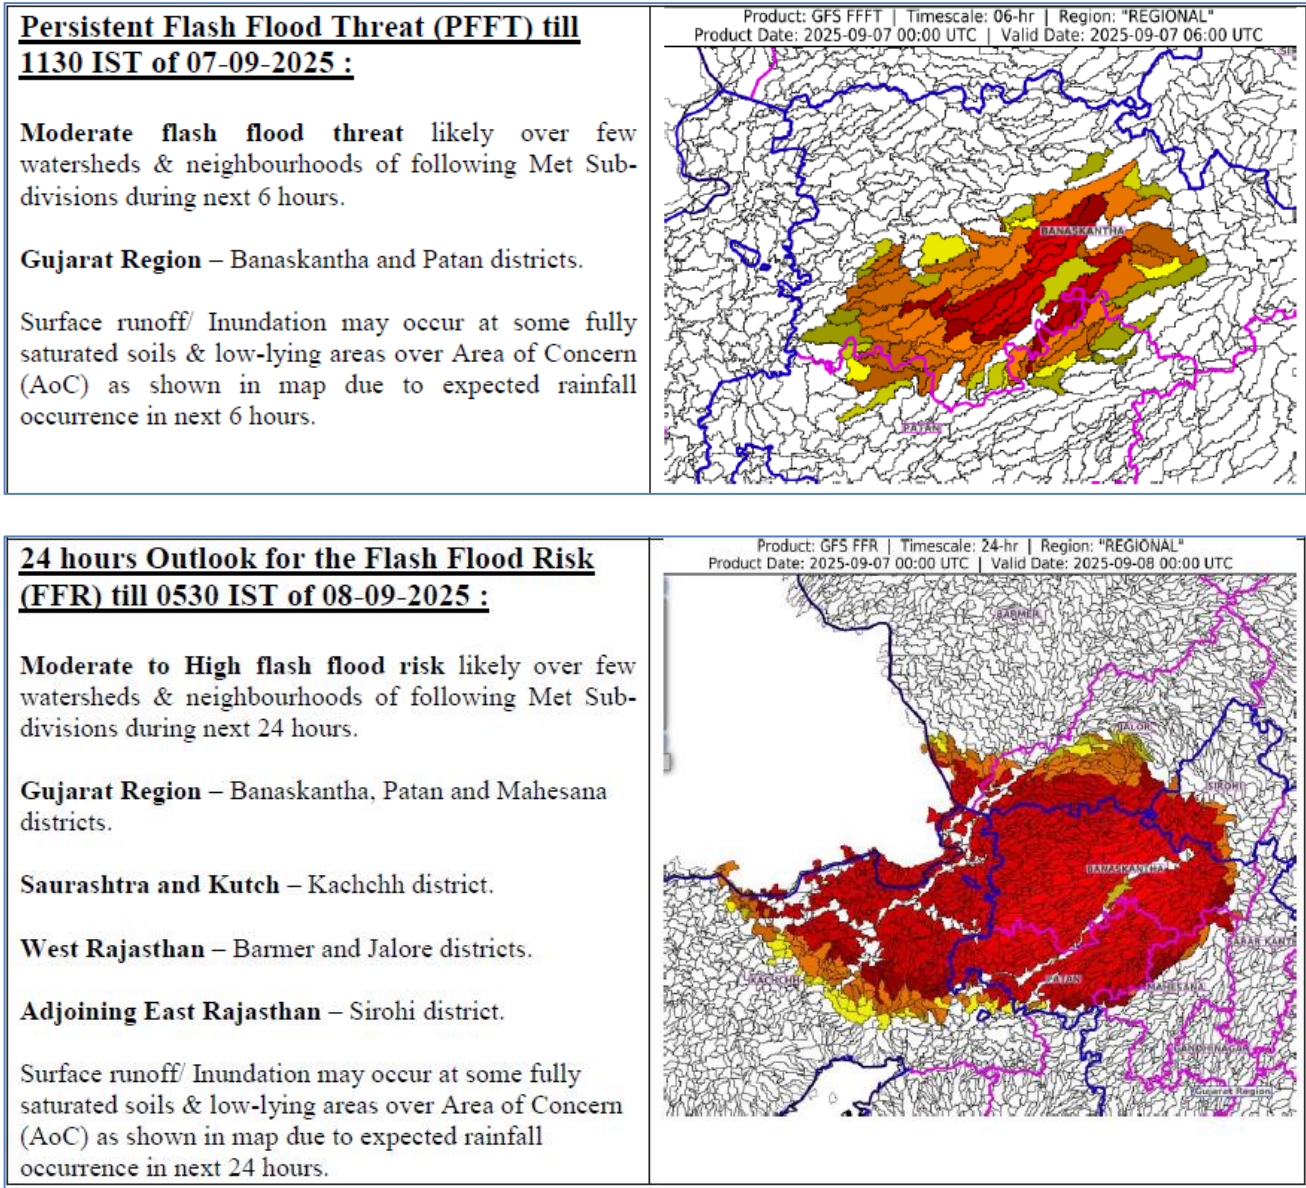 Persistent Flash Flood Threat (PFFT) till
1130 IST of 07-09-2025 :
Moderate flash flood threat likely over few
watersheds & neighbourhoods of following Met Sub-
divisions during next 6 hours.
Gujarat Region – Banaskantha and Patan districts.
Surface runoff/ Inundation may occur at some fully
saturated soils & low-lying areas over Area of Concern
(AoC) as shown in map due to expected rainfall
occurrence in next 6 hours.
Product: GFS FFFT | Timescale: 06-hr | Region: "REGIONAL"
Product Date: 2025-09-07 00:00 UTC | Valid Date: 2025-09-07 06:00 UTC
BANASKANTHA
PATAN
24 hours Outlook for the Flash Flood Risk
(FFR) till 0530 IST of 08-09-2025 :
Moderate to High flash flood risk likely over few
watersheds & neighbourhoods of following Met Sub-
divisions during next 24 hours.
Gujarat Region – Banaskantha, Patan and Mahesana
districts.
Saurashtra and Kutch – Kachchh district.
West Rajasthan – Barmer and Jalore districts.
Adjoining East Rajasthan – Sirohi district.
Surface runoff/ Inundation may occur at some fully
saturated soils & low-lying areas over Area of Concern
(AoC) as shown in map due to expected rainfall
occurrence in next 24 hours.
Product: GFS FFR | Timescale: 24-hr | Region: "REGIONAL"
Product Date: 2025-09-07 00:00 UTC | Valid Date: 2025-09-08 00:00 UTC
BARMER
JALOR
SIROHI
BANASKANTHA
SABAR KANT
KACHCHH
PATAN
MAHESANA
GANDHINAGAR
Gujarat Region